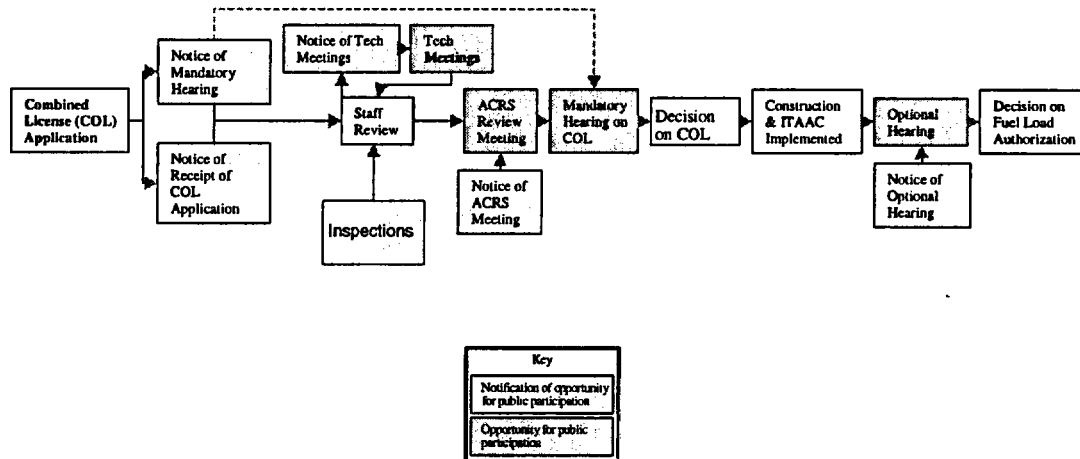 Combined
License (COL)
Application
Notice of
Mandatory
Hearing
Notice of
Receipt of
COL
Application
Notice of Tech
Meetings
Tech
Meetings
Staff
Review
Inspections
ACRS
Review
Meeting
Notice of
ACRS
Meeting
Mandatory
Hearing on
COL
Decision
on COL
Construction
& ITAAC
Implemented
Optional
Hearing
Notice of
Optional
Hearing
Decision on
Fuel Load
Authorization
Key
Notification of opportunity
for public participation
Opportunity for public
participation